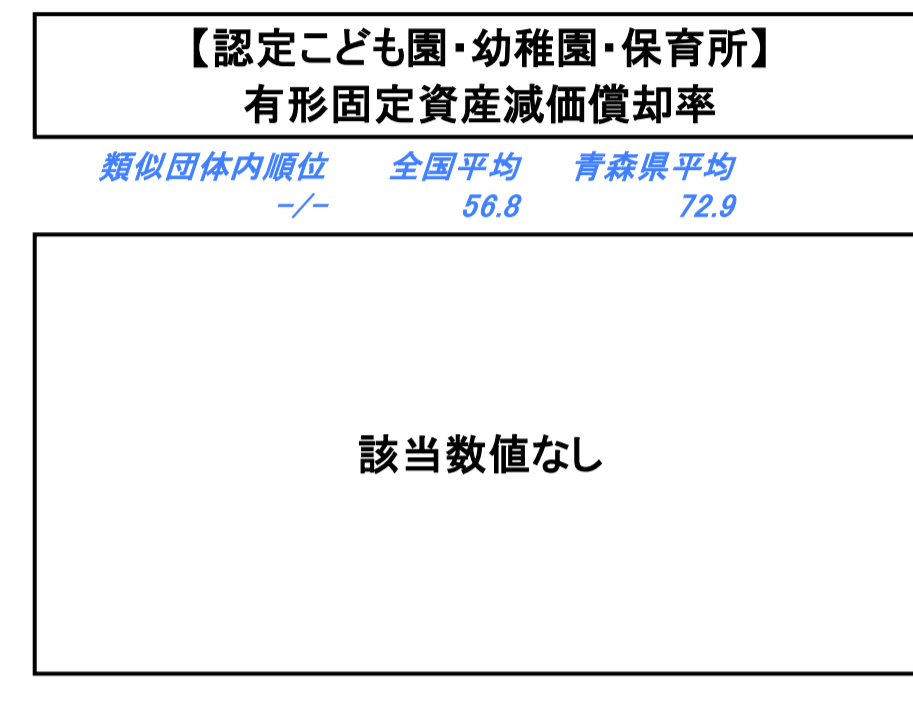 【認定こども園・幼稚園・保育所】
有形固定資産減価償却率
類似団体内順位 全国平均 青森県平均
-/- 56.8 72.9
該当数値なし